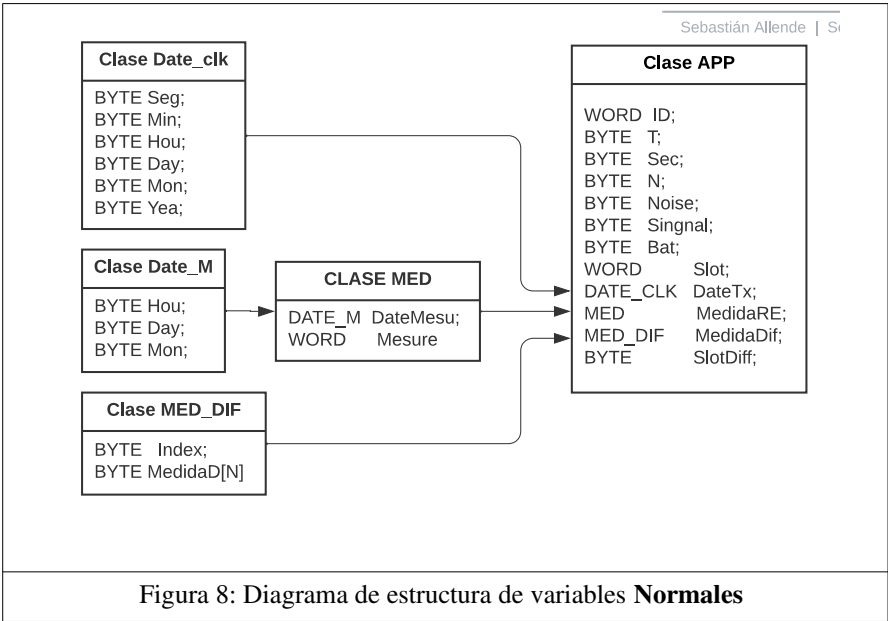 Sebastián Allende | S
Clase Date_clk
BYTE Seg;
BYTE Min;
BYTE Hou;
BYTE Day;
BYTE Mon;
BYTE Yea;
Clase Date_M
BYTE Hou;
BYTE Day;
BYTE Mon;
CLASE MED
DATE_M DateMesu;
WORD Mesure
Clase MED_DIF
BYTE Index;
BYTE MedidaD[N]
Clase APP
WORD ID;
BYTE T;
BYTE Sec;
BYTE N;
BYTE Noise;
BYTE Singnal;
BYTE Bat;
WORD Slot;
DATE_CLK DateTx;
MED MedidaRE;
MED_DIF MedidaDif;
BYTE SlotDiff;
Figura 8: Diagrama de estructura de variables Normales